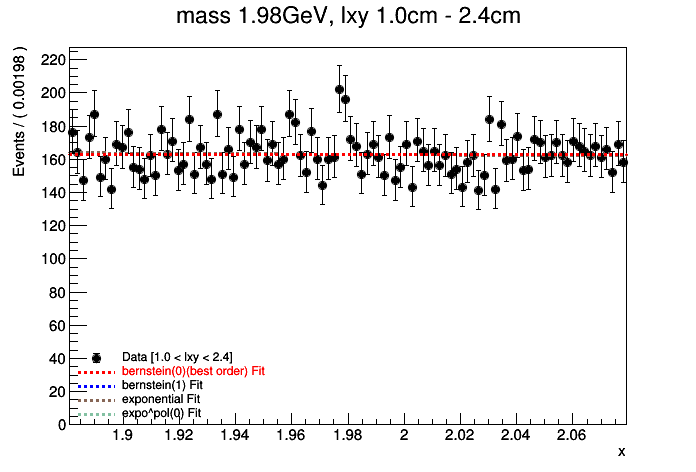 mass 1.98GeV, lxy 1.0cm - 2.4cm
Events / ( 0.00198 )
220
200
180
160
140
120
100
80
60
40
20
0
Data [1.0 < lxy < 2.4]
bernstein(0)(best order) Fit
bernstein(1) Fit
exponential Fit
expo^pol(0) Fit
1.9 1.92 1.94 1.96 1.98 2 2.02 2.04 2.06
x